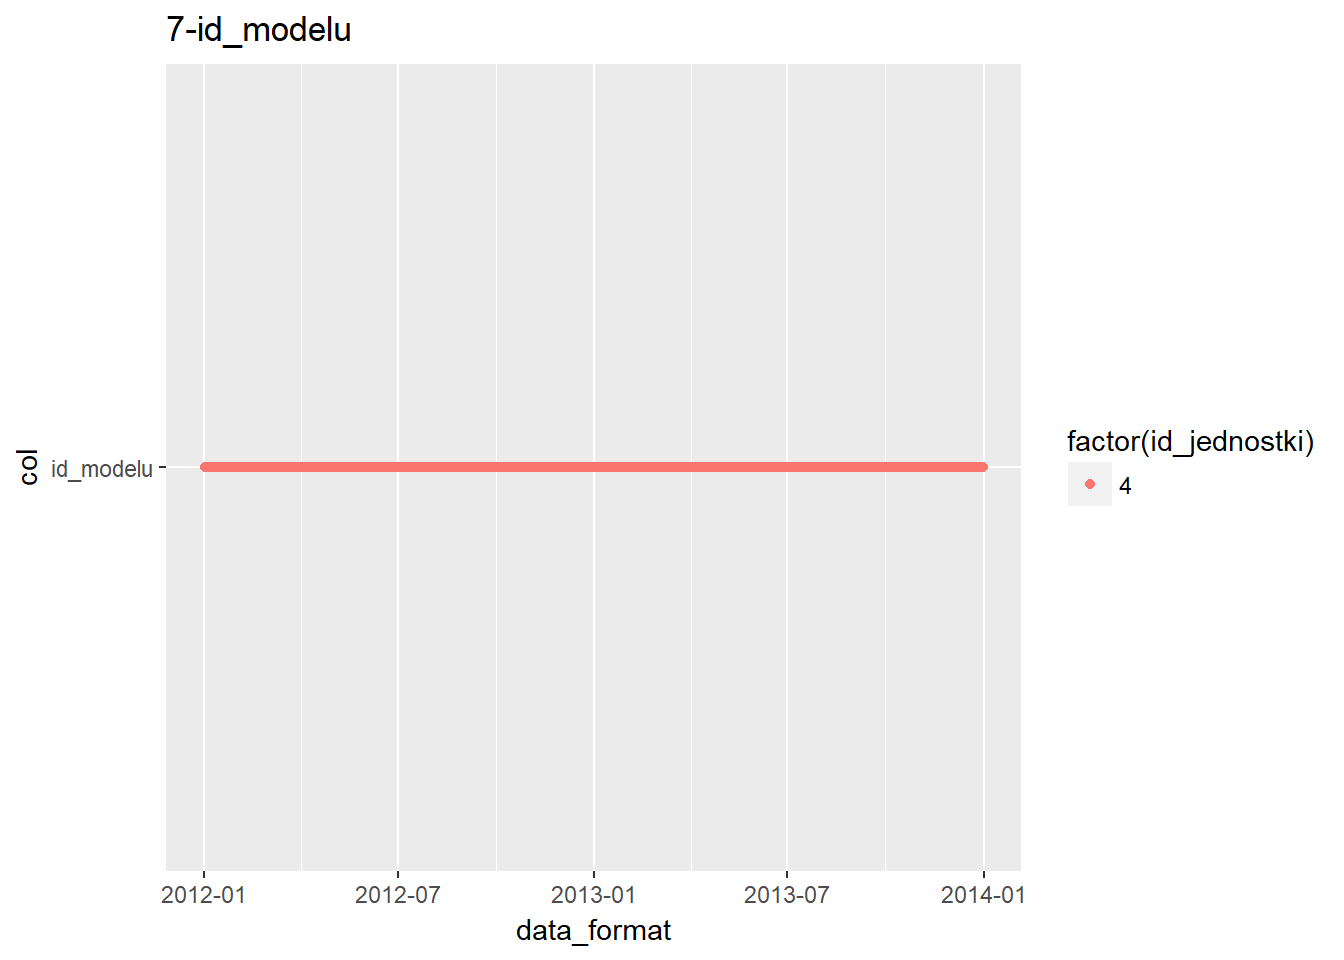 7-id_modelu
col
id_modelu
2012-01 2012-07 2013-01 2013-07 2014-01
data_format
factor(id_jednostki)
4